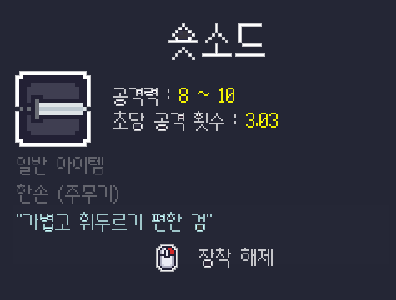 숏소드
공격력 : 8 ~ 10
초당 공격 횟수 : 3.03
일반 아이템
한손 (주무기)
"가볍고 휘두르기 편한 검"
장착 해제